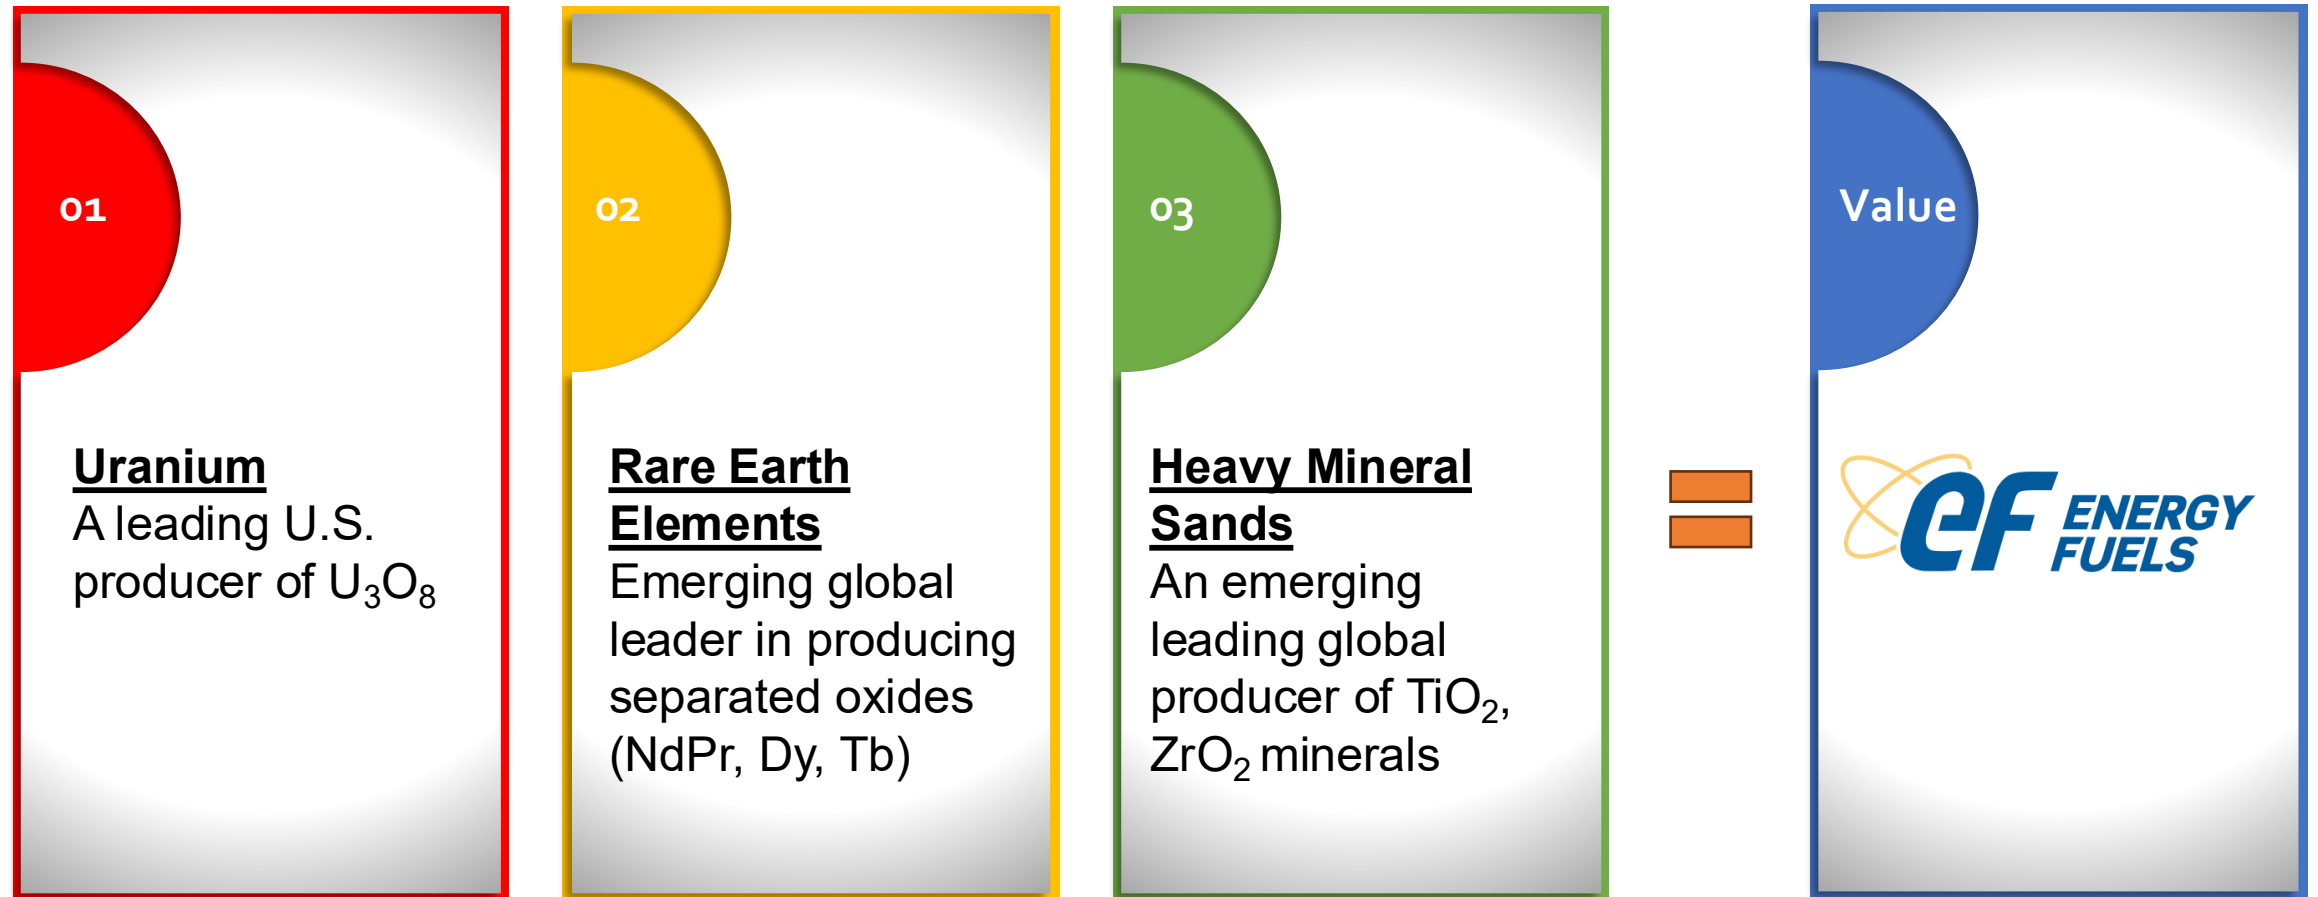 01
Uranium
A leading U.S.
producer of U₃O₈
02
Rare Earth
Elements
Emerging global
leader in producing
separated oxides
(NdPr, Dy, Tb)
03
Heavy Mineral
Sands
An emerging
leading global
producer of TiO₂,
ZrO₂ minerals
Value
ef ENERGY
FUELS